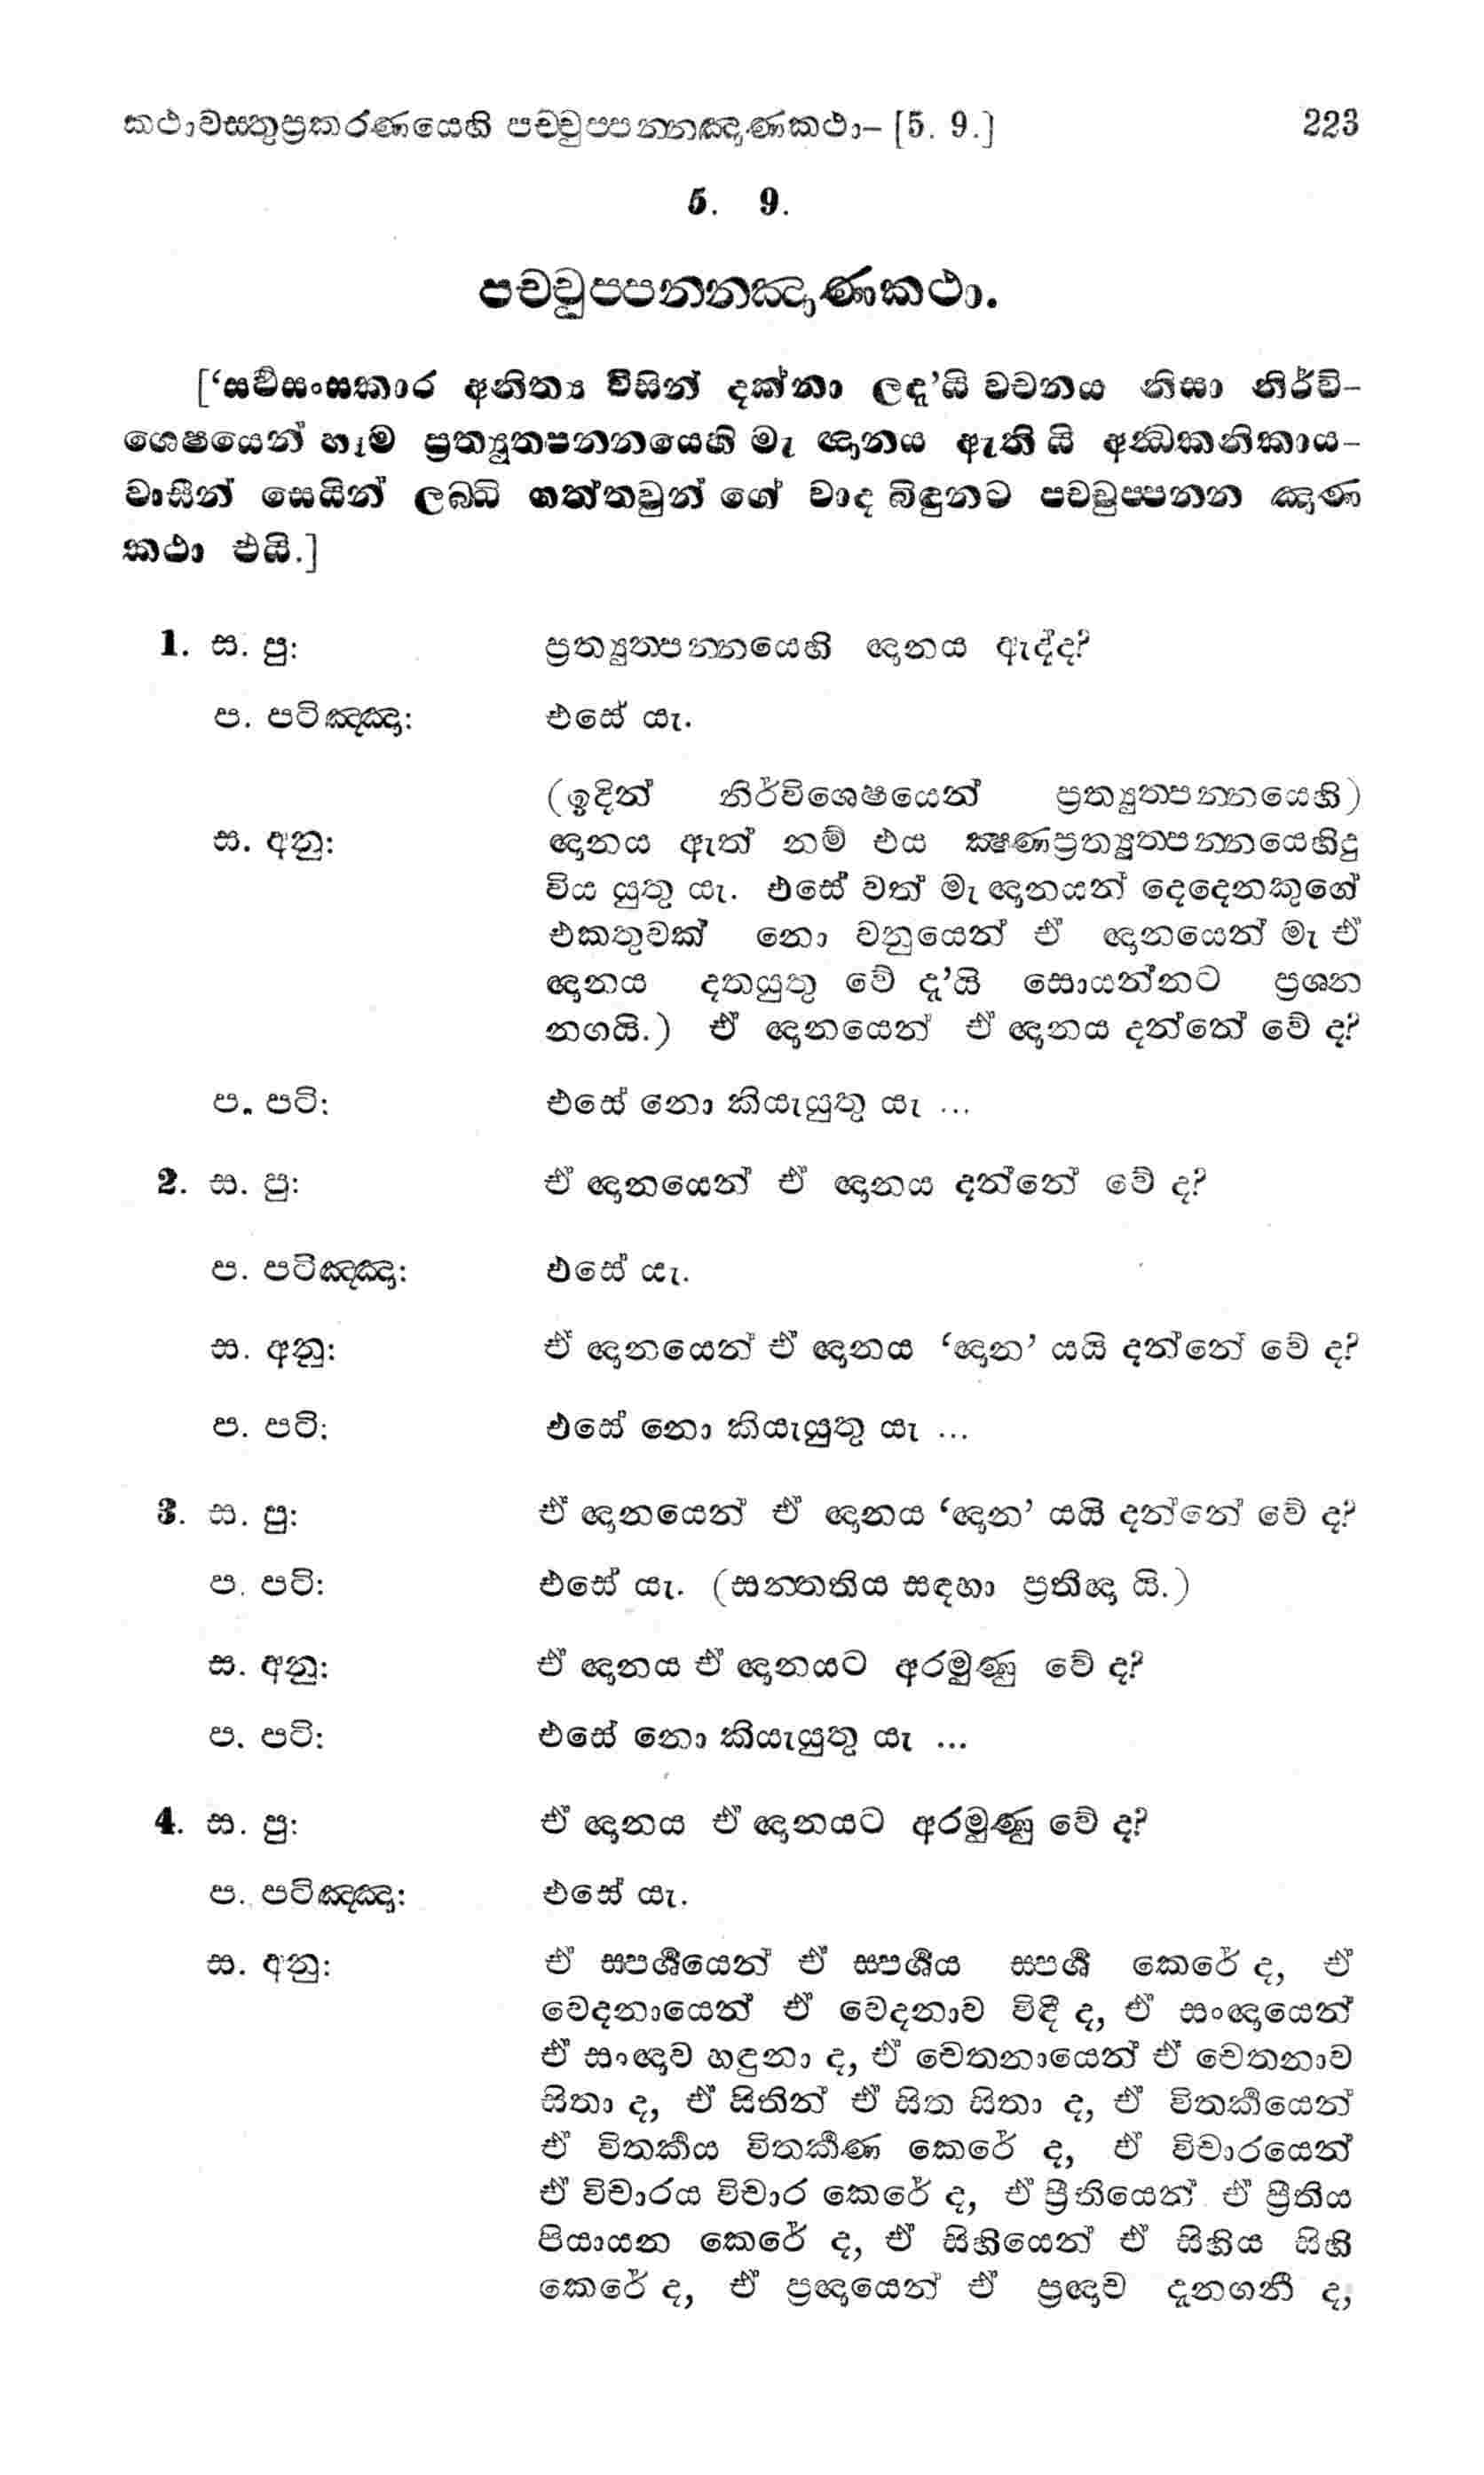 කථාවස්තුප්‍රකරණයෙහි පච්චුප්පන්නඤාණකථා– [5. 9.] 223
5. 9.
පච්චුප්පන්නඤාණකථා.
[‘සර්වසංස්කාර අනිත්‍ය විසින් දක්නා ලදැ’යි වචනය නිසා නිර්වි-
ශෙෂයෙන් හැම ප්‍රත්‍යුත්පන්නයෙහි මැ ඥානය ඇති යි අන්ධකනිකාය-
වාසීන් සෙයින් ලබ්ධි ගත්තවුන් ගේ වාද බිඳුනට පච්චුප්පන්න ඤාණ
කථා එයි.]
1. ස. පු: ප්‍රත්‍යුත්පන්නයෙහි ඥානය ඇද්ද?
ප. පටිඤ්ඤා: එසේ යැ.
(ඉදින් නිර්විශෙෂයෙන් ප්‍රත්‍යුත්පන්නයෙහි)
ස. අනු: ඥානය ඇත් නම් එය ක්ෂණප්‍රත්‍යුත්පන්නයෙහිදු
විය යුතු යැ. එසේ වත් මැ ඥානයන් දෙදෙනකුගේ
එකතුවක් නො වනුයෙන් ඒ ඥානයෙන් මැ ඒ
ඥානය දතයුතු වේ දැ’යි සොයන්නට ප්‍රශ්න
නගයි.) ඒ ඥානයෙන් ඒ ඥානය දන්නේ වේ ද?
ප. පටි: එසේ නො කියැයුතු යැ ...
2. ස. පු: ඒ ඥානයෙන් ඒ ඥානය දන්නේ වේ ද?
ප. පටිඤ්ඤා: එසේ යැ.
ස. අනු: ඒ ඥානයෙන් ඒ ඥානය ‘ඥාන’ යයි දන්නේ වේ ද?
ප. පටි: එසේ නො කියැයුතු යැ ...
3. ස. පු: ඒ ඥානයෙන් ඒ ඥානය ‘ඥාන’ යයි දන්නේ වේ ද?
ප. පටි: එසේ යැ. (සන්තතිය සඳහා ප්‍රතිඥා යි.)
ස. අනු: ඒ ඥානය ඒ ඥානයට අරමුණු වේ ද?
ප. පටි: එසේ නො කියැයුතු යැ ...
4. ස. පු: ඒ ඥානය ඒ ඥානයට අරමුණු වේ ද?
ප. පටිඤ්ඤා: එසේ යැ.
ස. අනු: ඒ ස්පර්ශයෙන් ඒ ස්පර්ශය ස්පර්ශ කෙරේ ද, ඒ
වෙදනායෙන් ඒ වෙදනාව විඳී ද, ඒ සංඥායෙන්
ඒ සංඥාව හඳුනා ද, ඒ චෙතනායෙන් ඒ චෙතනාව
සිතා ද, ඒ සිතින් ඒ සිත සිතා ද, ඒ විතර්කයෙන්
ඒ විතර්කය විතර්කණ කෙරේ ද, ඒ විචාරයෙන්
ඒ විචාරය විචාර කෙරේ ද, ඒ ප්‍රීතියෙන් ඒ ප්‍රීතිය
පියායන කෙරේ ද, ඒ සිහියෙන් ඒ සිහිය සිහි
කෙරේ ද, ඒ ප්‍රඥායෙන් ඒ ප්‍රඥාව දැනගනී ද,